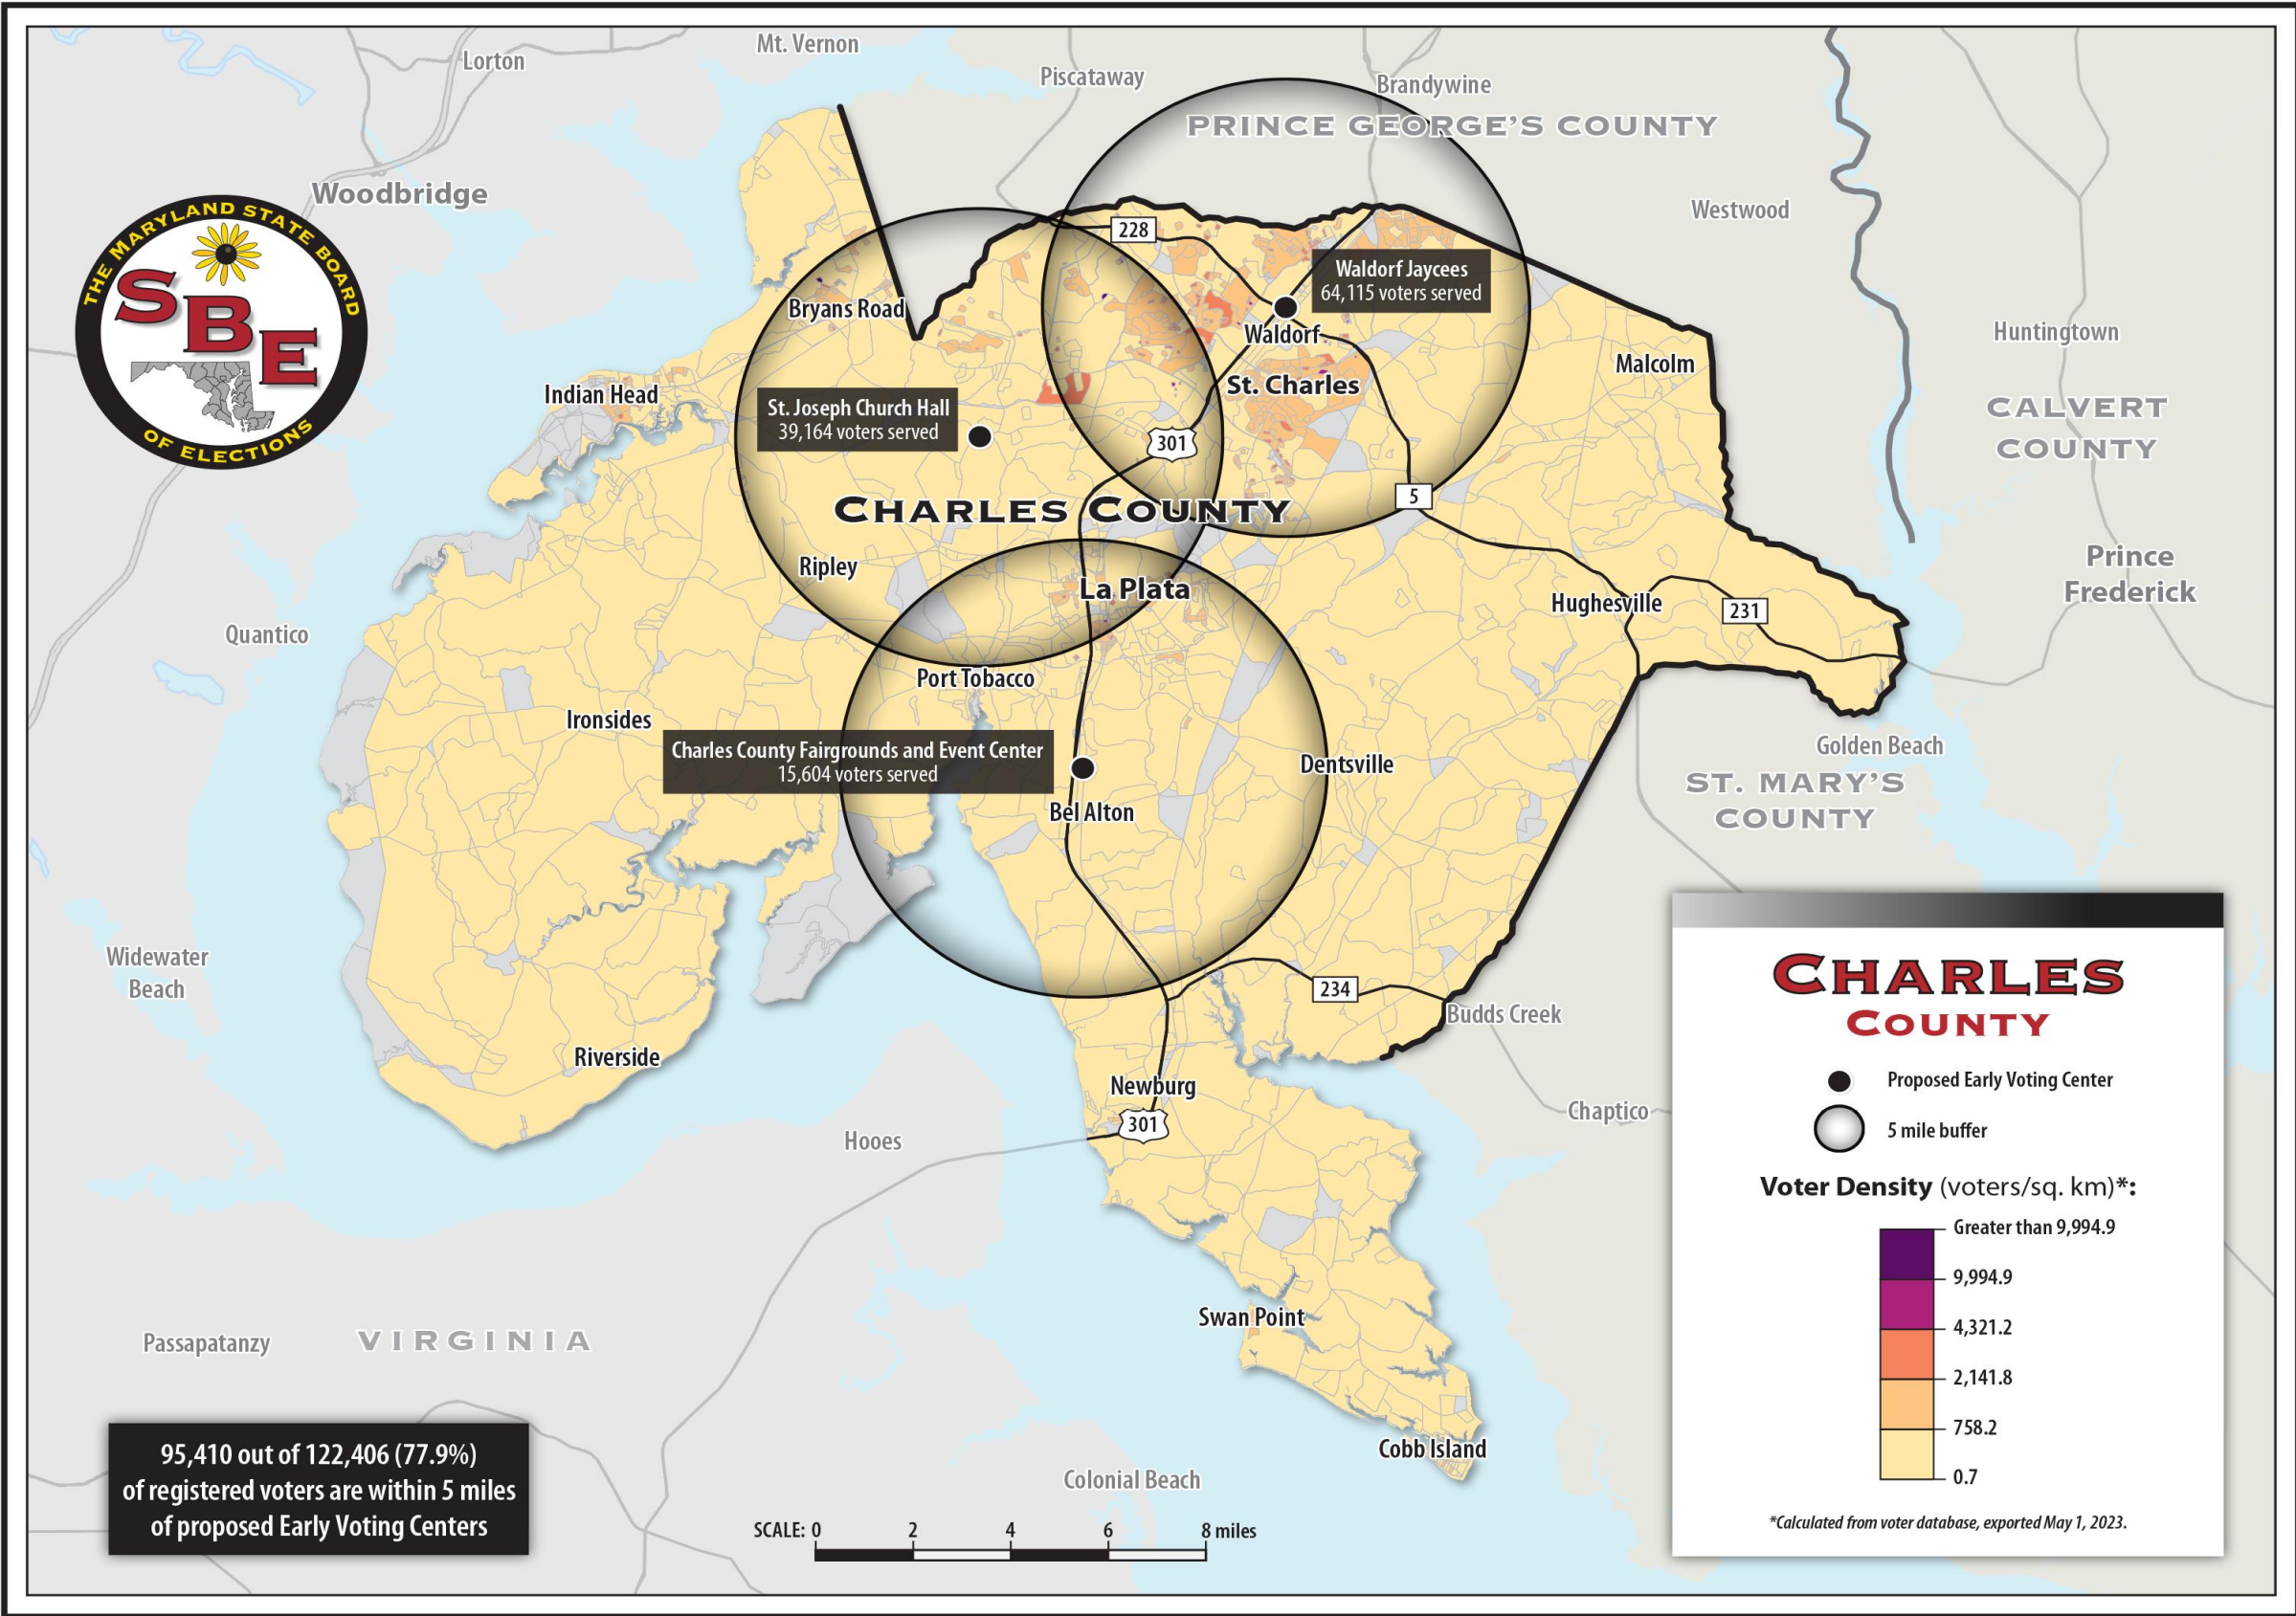 Lorton
Mt. Vernon
Piscataway
Brandywine
PRINCE GEORGE'S COUNTY
Woodbridge
Westwood
THE MARYLAND STATE BOARD
SBE
OF ELECTIONS
228
Waldorf Jaycees
64,115 voters served
Bryans Road
Waldorf
Huntingtown
Malcolm
Indian Head
St. Charles
St. Joseph Church Hall
39,164 voters served
CALVERT
COUNTY
301
5
CHARLES COUNTY
Ripley
La Plata
Prince
Frederick
Hughesville
231
Quantico
Port Tobacco
Ironsides
Charles County Fairgrounds and Event Center
15,604 voters served
Dentsville
Golden Beach
ST. MARY'S
COUNTY
Bel Alton
Widewater
Beach
234
Budds Creek
Riverside
Newburg
301
Chaptico
Hooes
Swan Point
Passapatanzy
VIRGINIA
Cobb Island
Colonial Beach
95,410 out of 122,406 (77.9%)
of registered voters are within 5 miles
of proposed Early Voting Centers
SCALE: 0 2 4 6 8 miles
CHARLES
COUNTY
Proposed Early Voting Center
5 mile buffer
Voter Density (voters/sq. km)*:
Greater than 9,994.9
9,994.9
4,321.2
2,141.8
758.2
0.7
*Calculated from voter database, exported May 1, 2023.